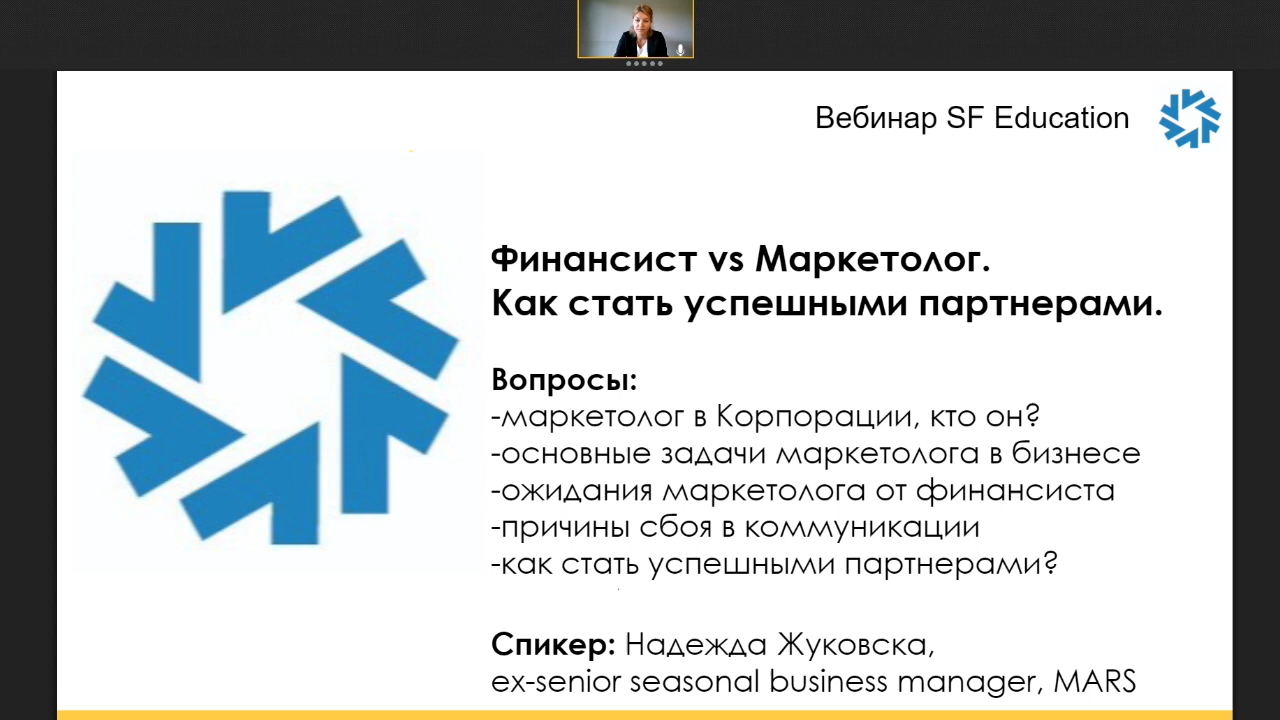 Вебинар SF Education
Финансист vs Маркетолог.
Как стать успешными партнерами.
Вопросы:
-маркетолог в Корпорации, кто он?
-основные задачи маркетолога в бизнесе
-ожидания маркетолога от финансиста
-причины сбоя в коммуникации
-как стать успешными партнерами?
Спикер: Надежда Жуковска,
ex-senior seasonal business manager, MARS